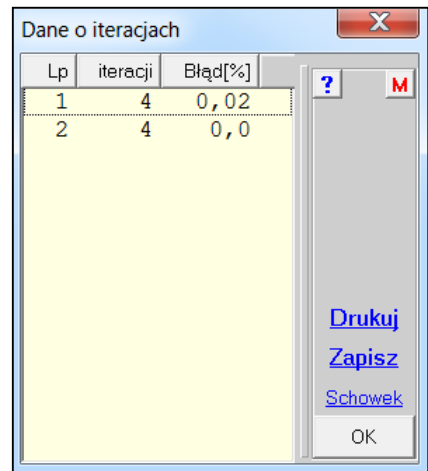 Dane o iteracjach X
Lp iteracji Błąd[%]
1 4 0,02
2 4 0,0
? M
Drukuj
Zapisz
Schowek
OK